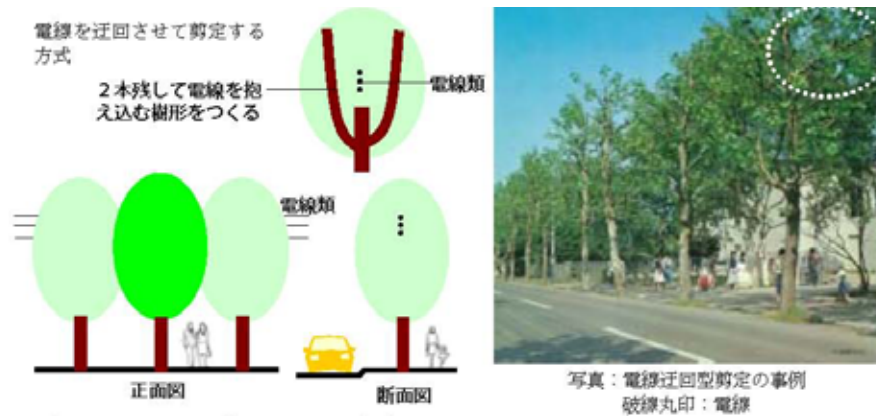 電線を迂回させて剪定する
方式
2本残して電線を抱
え込む樹形をつくる
電線類
電線類
正面図
断面図
写真：電線迂回型剪定の事例
破線丸印：電線